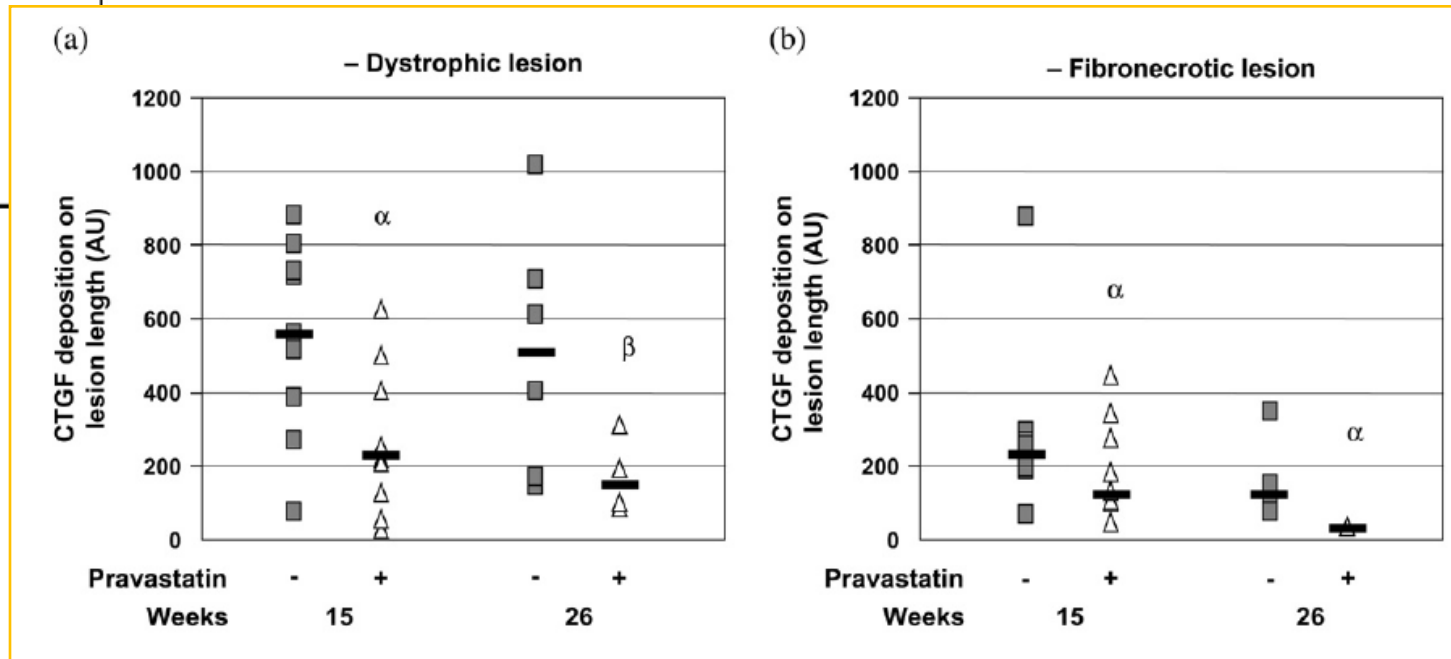 (a)
– Dystrophic lesion
CTGF deposition on
lesion length (AU)
1200
1000
800
600
400
200
0
α
β
Pravastatin - + - +
Weeks 15 26
(b)
– Fibronecrotic lesion
CTGF deposition on
lesion length (AU)
1200
1000
800
600
400
200
0
α
α
Pravastatin - + - +
Weeks 15 26